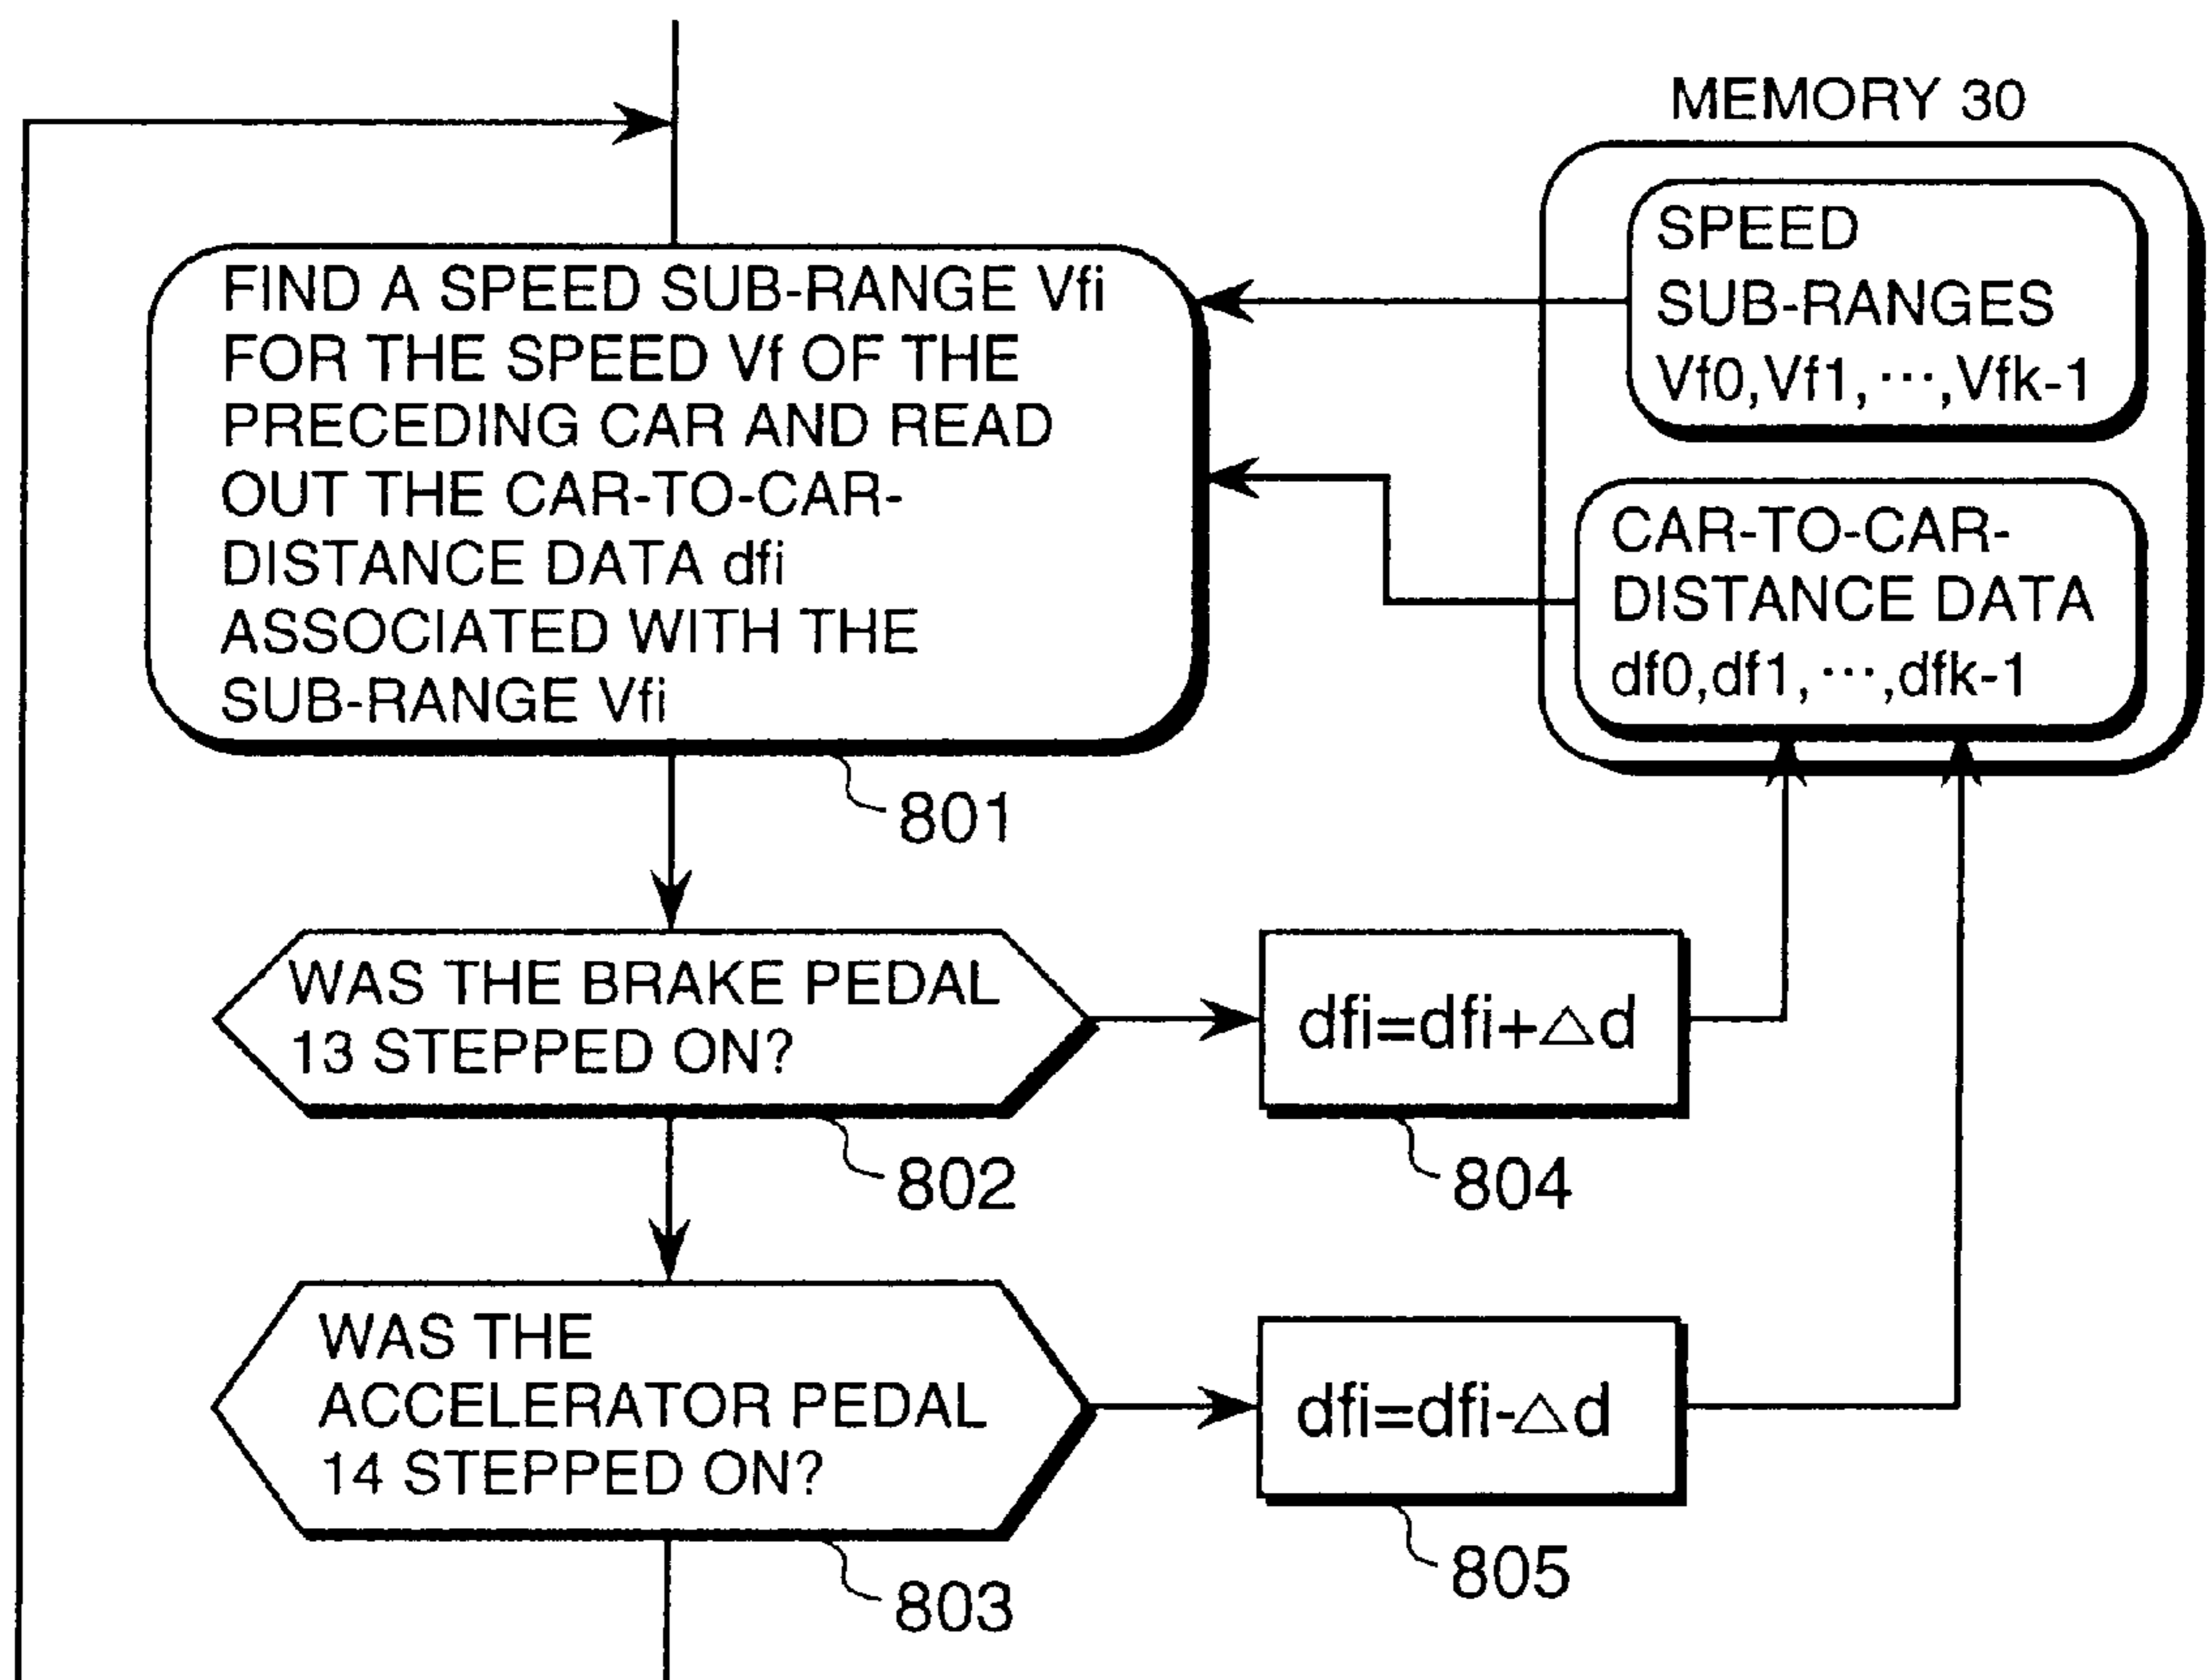 MEMORY 30
SPEED
SUB-RANGES
Vf0,Vf1,···,Vfk-1
CAR-TO-CAR-
DISTANCE DATA
df0,df1,···,dfk-1
FIND A SPEED SUB-RANGE Vfi
FOR THE SPEED Vf OF THE
PRECEDING CAR AND READ
OUT THE CAR-TO-CAR-
DISTANCE DATA dfi
ASSOCIATED WITH THE
SUB-RANGE Vfi
801
WAS THE BRAKE PEDAL
13 STEPPED ON?
802
dfi=dfi+△d
804
WAS THE
ACCELERATOR PEDAL
14 STEPPED ON?
803
dfi=dfi-△d
805